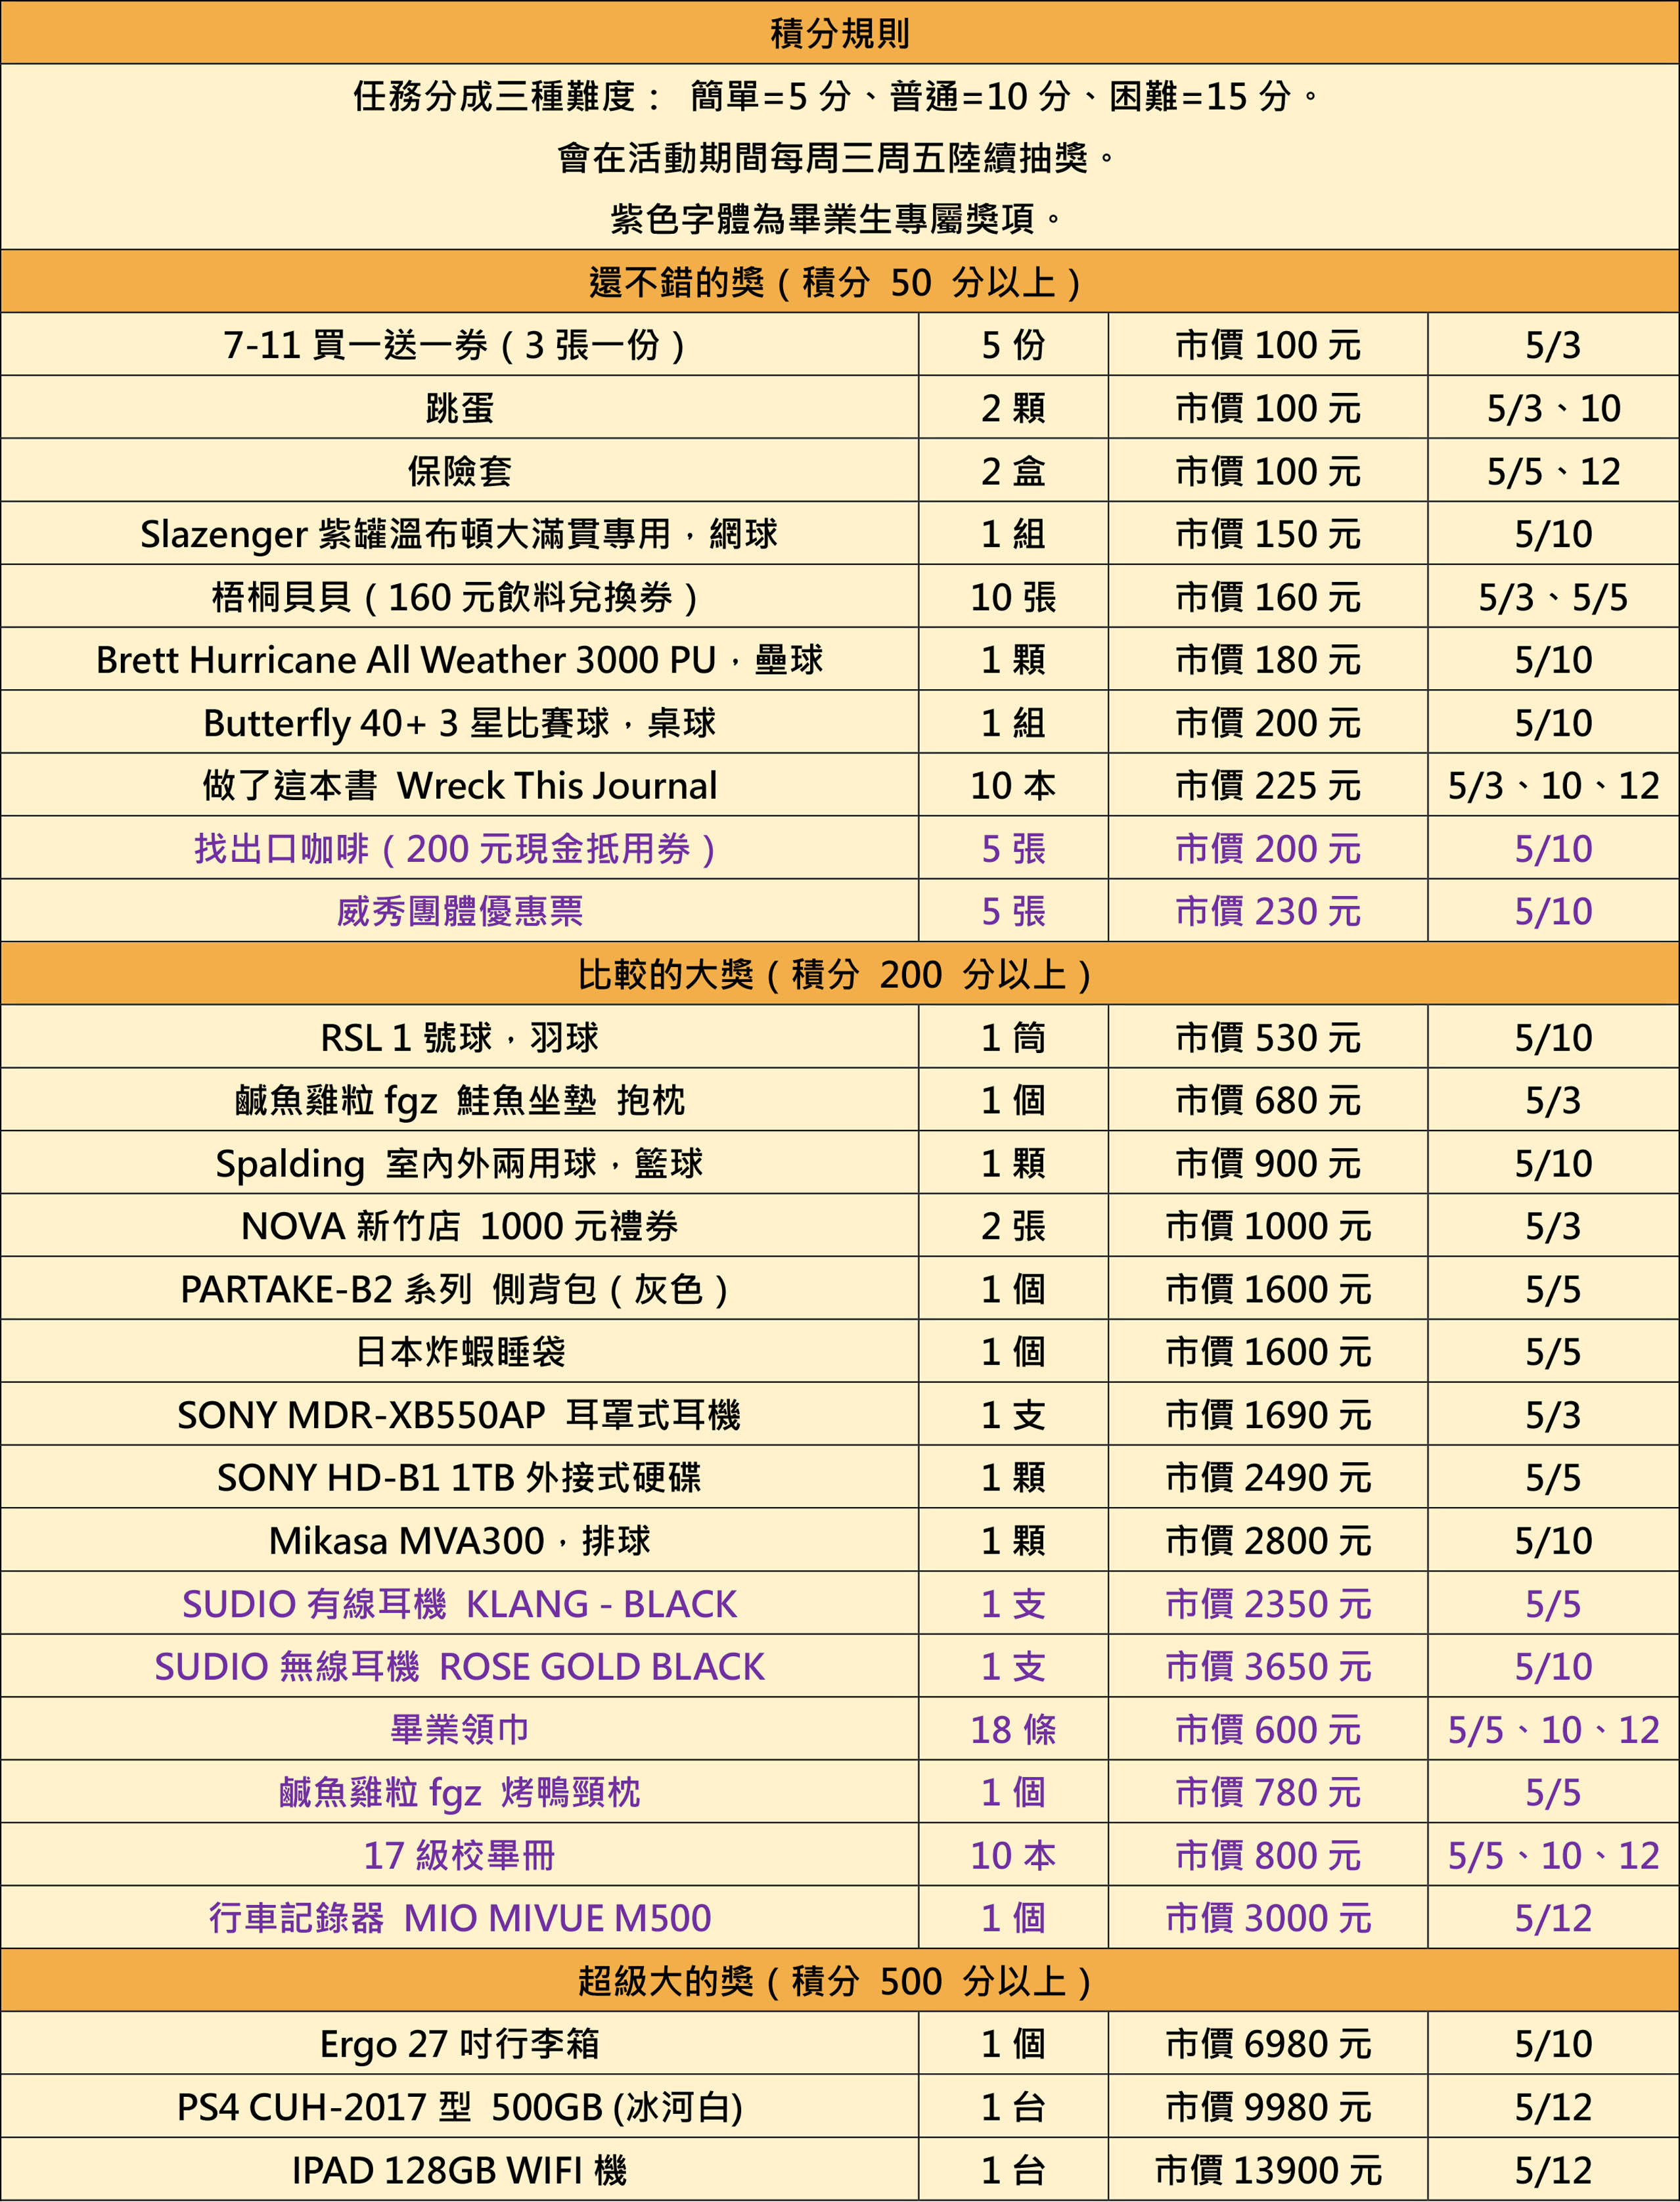 積分規則
任務分成三種難度： 簡單=5 分、普通=10 分、困難=15 分。
會在活動期間每周三周五陸續抽獎。
紫色字體為畢業生專屬獎項。
還不錯的獎（積分 50 分以上）
7-11 買一送一券（3 張一份） 5 份 市價 100 元 5/3
跳蛋 2 顆 市價 100 元 5/3、10
保險套 2 盒 市價 100 元 5/5、12
Slazenger 紫罐溫布頓大滿貫專用，網球 1 組 市價 150 元 5/10
梧桐貝貝（160 元飲料兌換券） 10 張 市價 160 元 5/3、5/5
Brett Hurricane All Weather 3000 PU，壘球 1 顆 市價 180 元 5/10
Butterfly 40+ 3 星比賽球，桌球 1 組 市價 200 元 5/10
做了這本書 Wreck This Journal 10 本 市價 225 元 5/3、10、12
找出口咖啡（200 元現金抵用券） 5 張 市價 200 元 5/10
威秀團體優惠票 5 張 市價 230 元 5/10
比較的大獎（積分 200 分以上）
RSL 1 號球，羽球 1 筒 市價 530 元 5/10
鹹魚雞粒 fgz 鮭魚坐墊 抱枕 1 個 市價 680 元 5/3
Spalding 室內外兩用球，籃球 1 顆 市價 900 元 5/10
NOVA 新竹店 1000 元禮券 2 張 市價 1000 元 5/3
PARTAKE-B2 系列 側背包（灰色） 1 個 市價 1600 元 5/5
日本炸蝦睡袋 1 個 市價 1600 元 5/5
SONY MDR-XB550AP 耳罩式耳機 1 支 市價 1690 元 5/3
SONY HD-B1 1TB 外接式硬碟 1 顆 市價 2490 元 5/5
Mikasa MVA300，排球 1 顆 市價 2800 元 5/10
SUDIO 有線耳機 KLANG - BLACK 1 支 市價 2350 元 5/5
SUDIO 無線耳機 ROSE GOLD BLACK 1 支 市價 3650 元 5/10
畢業領巾 18 條 市價 600 元 5/5、10、12
鹹魚雞粒 fgz 烤鴨頸枕 1 個 市價 780 元 5/5
17 級校畢冊 10 本 市價 800 元 5/5、10、12
行車記錄器 MIO MIVUE M500 1 個 市價 3000 元 5/12
超級大的獎（積分 500 分以上）
Ergo 27 吋行李箱 1 個 市價 6980 元 5/10
PS4 CUH-2017 型 500GB (冰河白) 1 台 市價 9980 元 5/12
IPAD 128GB WIFI 機 1 台 市價 13900 元 5/12